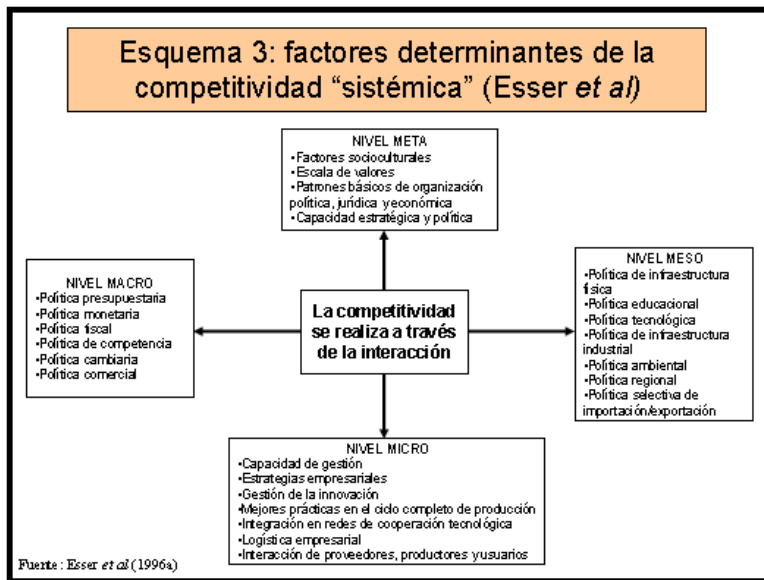 Esquema 3: factores determinantes de la
competitividad “sistémica” (Esser et al)
NIVEL META
•Factores socioculturales
•Escala de valores
•Patrones básicos de organización
política, jurídica y económica
•Capacidad estratégica y política
NIVEL MACRO
•Política presupuestaria
•Política monetaria
•Política fiscal
•Política de competencia
•Política cambiaria
•Política comercial
La competitividad
se realiza a través
de la interacción
NIVEL MESO
•Política de infraestructura
física
•Política educacional
•Política tecnológica
•Política de infraestructura
industrial
•Política ambiental
•Política regional
•Política selectiva de
importación/exportación
NIVEL MICRO
•Capacidad de gestión
•Estrategias empresariales
•Gestión de la innovación
•Mejores prácticas en el ciclo completo de producción
•Integración en redes de cooperación tecnológica
•Logística empresarial
•Interacción de proveedores, productores y usuarios
Fuente: Esser et al (1996a)